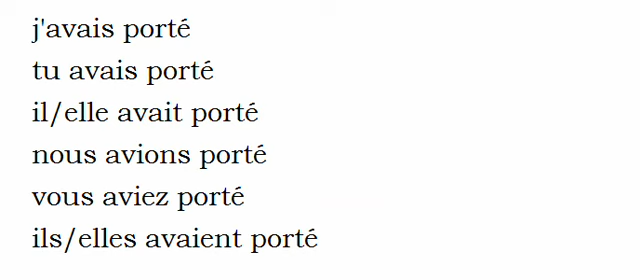 j'avais porté
tu avais porté
il/elle avait porté
nous avions porté
vous aviez porté
ils/elles avaient porté